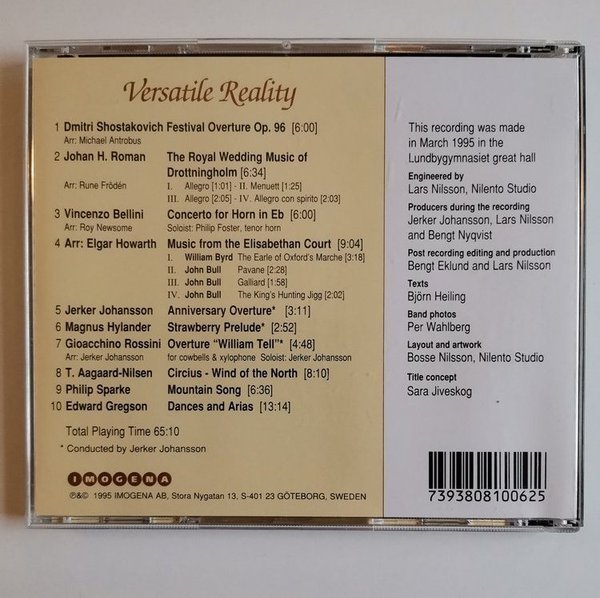 Versatile Reality
1 Dmitri Shostakovich Festival Overture Op. 96 [6:00]
Arr: Michael Antrobus
2 Johan H. Roman The Royal Wedding Music of
Drottningholm [6:34]
Arr: Rune Frödén I. Allegro [1:01] - II. Menuett [1:25]
III. Allegro [2:05] - IV. Allegro con spirito [2:03]
3 Vincenzo Bellini Concerto for Horn in Eb [6:00]
Arr: Roy Newsome Soloist: Philip Foster, tenor horn
4 Arr: Elgar Howarth Music from the Elisabethan Court [9:04]
I. William Byrd The Earle of Oxford's Marche [3:18]
II. John Bull Pavane [2:28]
III. John Bull Galliard [1:58]
IV. John Bull The King's Hunting Jigg [2:02]
5 Jerker Johansson Anniversary Overture* [3:11]
6 Magnus Hylander Strawberry Prelude* [2:52]
7 Gioacchino Rossini Overture "William Tell"* [4:48]
Arr: Jerker Johansson for cowbells & xylophone Soloist: Jerker Johansson
8 T. Aagaard-Nilsen Circius - Wind of the North [8:10]
9 Philip Sparke Mountain Song [6:36]
10 Edward Gregson Dances and Arias [13:14]
Total Playing Time 65:10
* Conducted by Jerker Johansson
IMOGENA
℗&© 1995 IMOGENA AB, Stora Nygatan 13, S-401 23 GÖTEBORG, SWEDEN
This recording was made
in March 1995 in the
Lundbygymnasiet great hall
Engineered by
Lars Nilsson, Nilento Studio
Producers during the recording
Jerker Johansson, Lars Nilsson
and Bengt Nyqvist
Post recording editing and production
Bengt Eklund and Lars Nilsson
Texts
Björn Heiling
Band photos
Per Wahlberg
Layout and artwork
Bosse Nilsson, Nilento Studio
Title concept
Sara Jiveskog
7393808100625